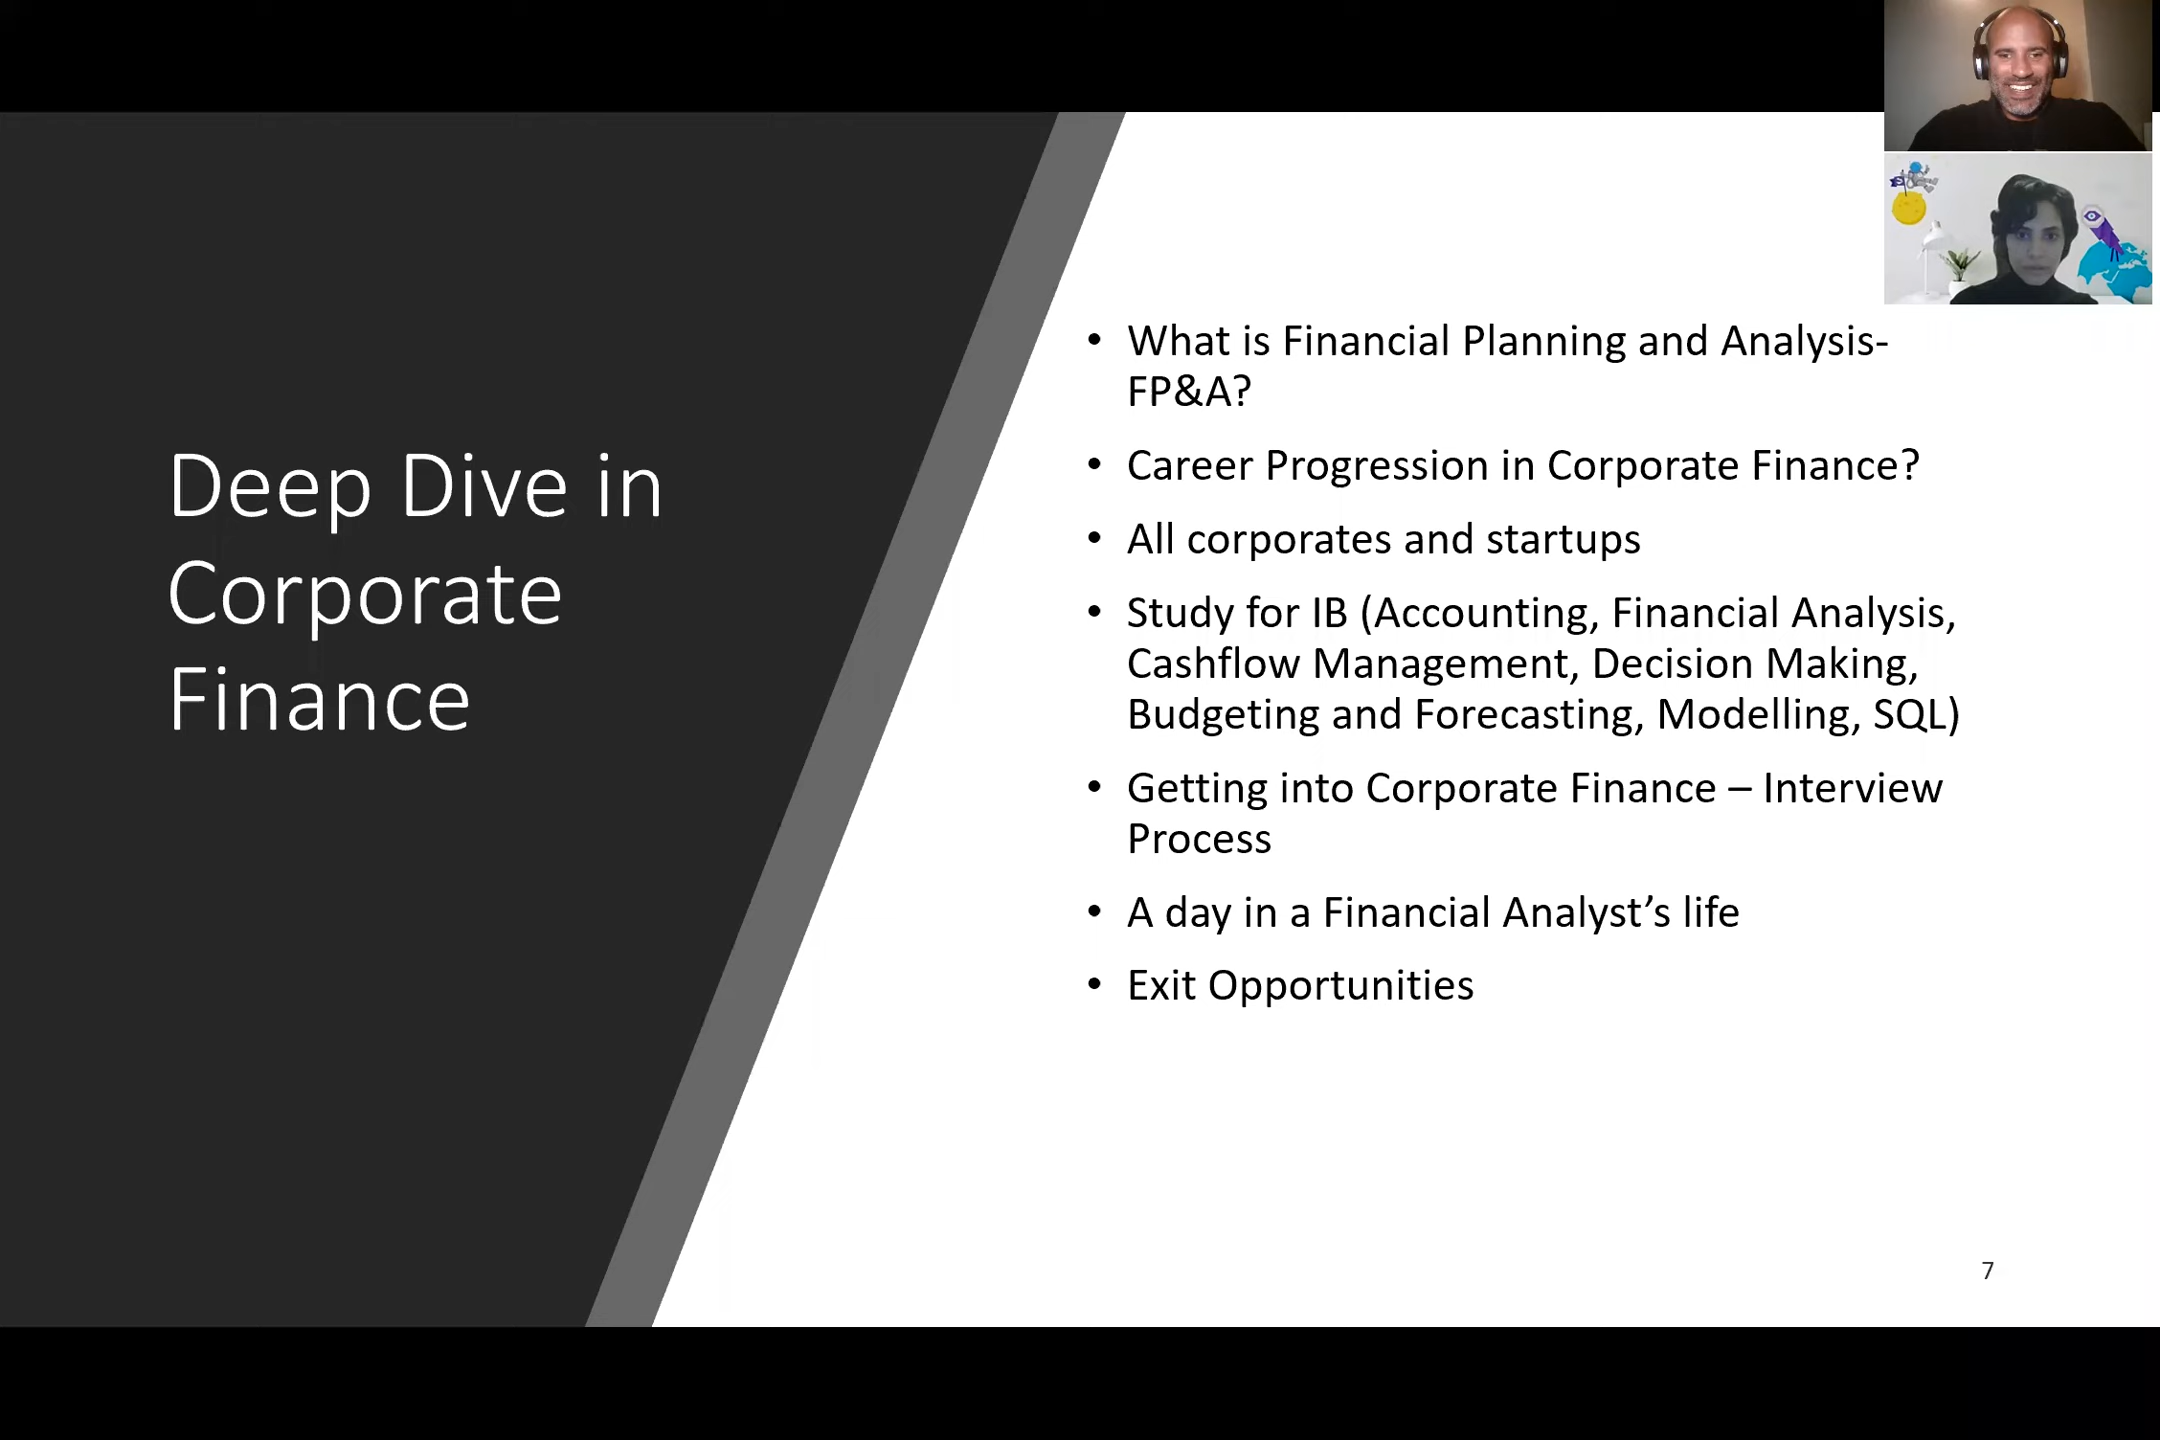 Deep Dive in
Corporate
Finance
• What is Financial Planning and Analysis-
FP&A?
• Career Progression in Corporate Finance?
• All corporates and startups
• Study for IB (Accounting, Financial Analysis,
Cashflow Management, Decision Making,
Budgeting and Forecasting, Modelling, SQL)
• Getting into Corporate Finance – Interview
Process
• A day in a Financial Analyst’s life
• Exit Opportunities
7